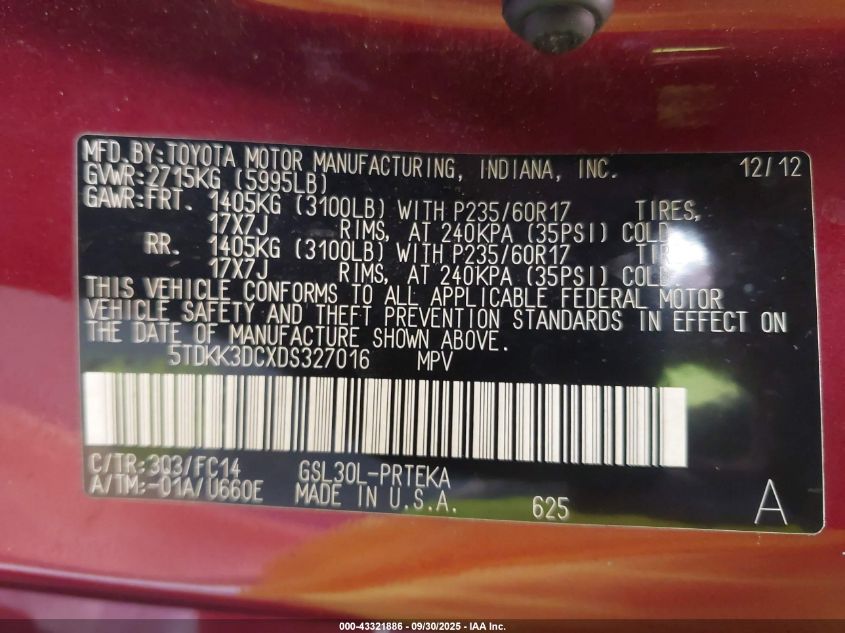 MFD. BY: TOYOTA MOTOR MANUFACTURING, INDIANA, INC. 12/12
GVWR: 2715KG (5995LB)
GAWR: FRT. 1405KG (3100LB) WITH P235/60R17 TIRES,
17X7J RIMS, AT 240KPA (35PSI) COLD.
RR. 1405KG (3100LB) WITH P235/60R17
17X7J RIMS, AT 240KPA (35PSI) COLD.
THIS VEHICLE CONFORMS TO ALL APPLICABLE FEDERAL MOTOR
VEHICLE SAFETY AND THEFT PREVENTION STANDARDS IN EFFECT ON
THE DATE OF MANUFACTURE SHOWN ABOVE.
5TDKK3DCXDS327016 MPV
C/TR: 3Q3/FC14 GSL30L-PRTEKA
A/TM: -01A/U660E MADE IN U.S.A. 625 A
000-43321886 - 09/30/2025 - IAA Inc.